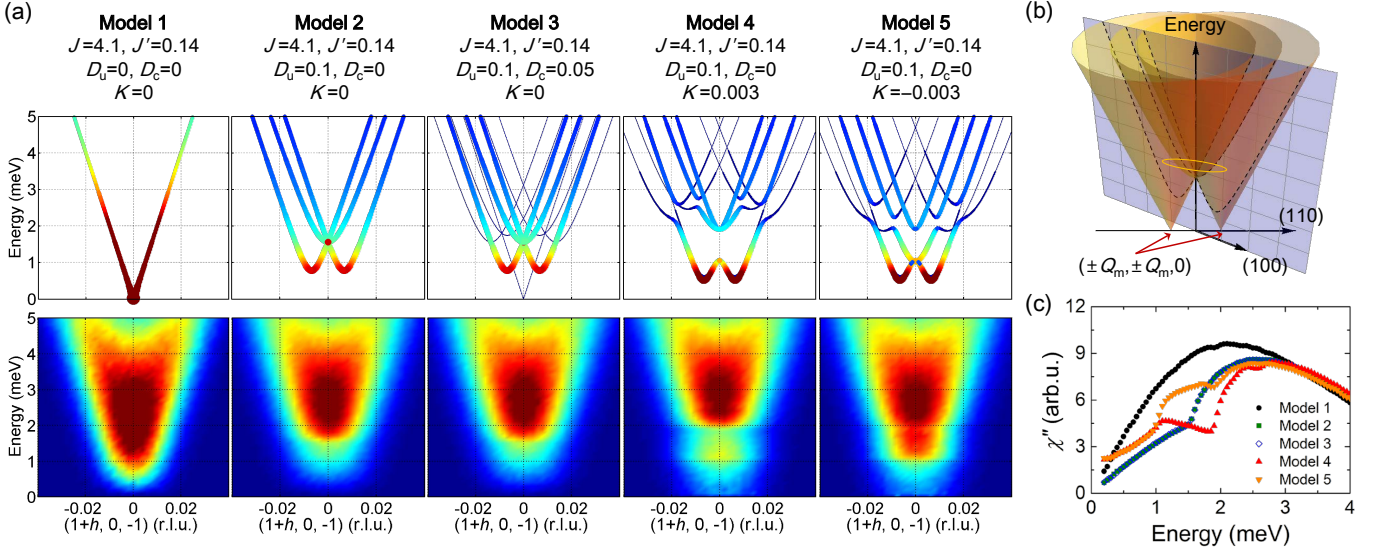 (a)
Model 1 Model 2 Model 3 Model 4 Model 5
J=4.1, J′=0.14 J=4.1, J′=0.14 J=4.1, J′=0.14 J=4.1, J′=0.14 J=4.1, J′=0.14
Du=0, Dc=0 Du=0.1, Dc=0 Du=0.1, Dc=0.05 Du=0.1, Dc=0 Du=0.1, Dc=0
K=0 K=0 K=0 K=0.003 K=−0.003
5
4
3
2
1
0
Energy (meV)
5
4
3
2
1
0
Energy (meV)
-0.02 0 0.02 -0.02 0 0.02 -0.02 0 0.02 -0.02 0 0.02 -0.02 0 0.02
(1+h, 0, -1) (r.l.u.) (1+h, 0, -1) (r.l.u.) (1+h, 0, -1) (r.l.u.) (1+h, 0, -1) (r.l.u.) (1+h, 0, -1) (r.l.u.)
(b)
Energy
(110)
(±Qm,±Qm,0)
(100)
(c)
12
9
6
3
0
χ″ (arb.u.)
Model 1
Model 2
Model 3
Model 4
Model 5
0 1 2 3 4
Energy (meV)